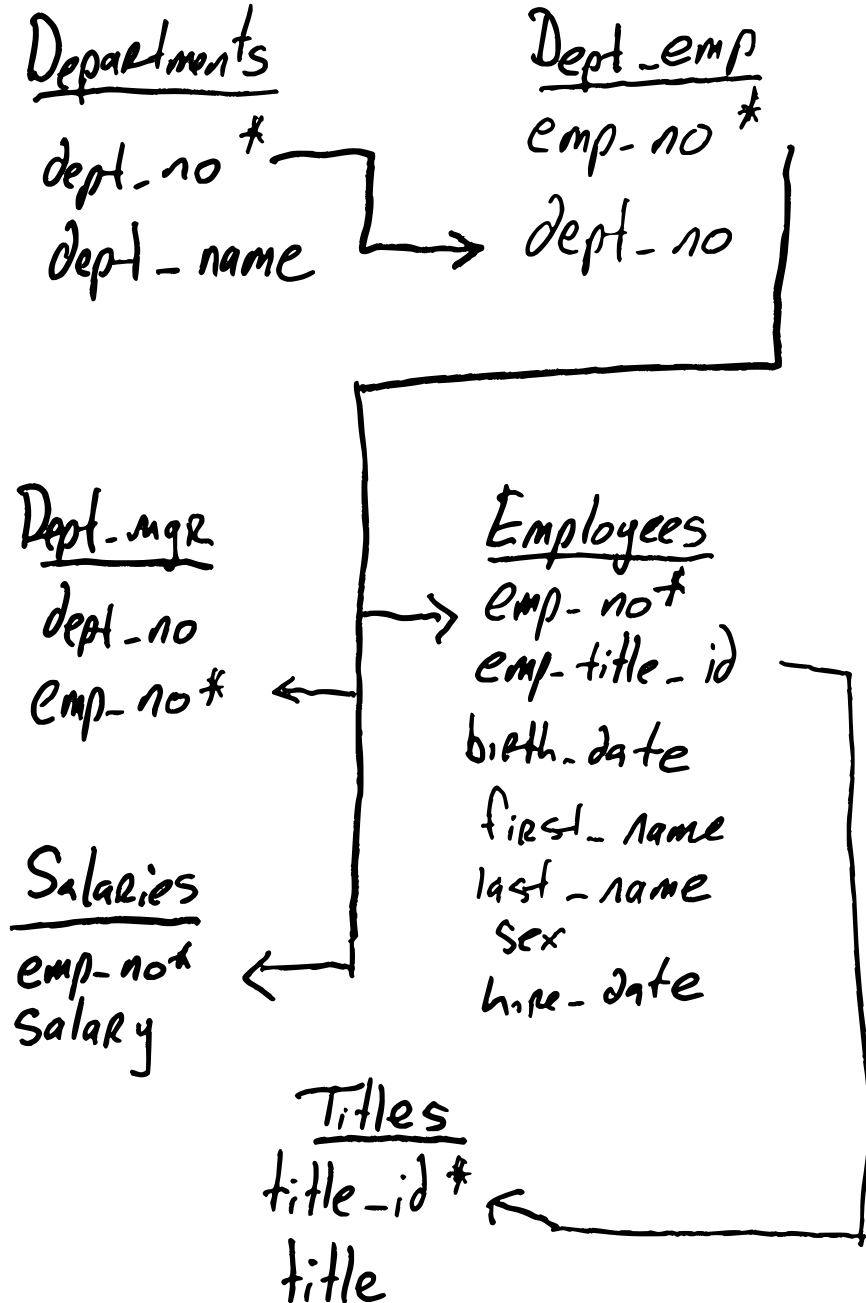 Departments
dept_no *
dept_name
Dept_emp
emp_no *
dept_no
Dept_mgr
dept_no
emp_no *
Employees
emp_no *
emp_title_id
birth_date
first_name
last_name
sex
hire_date
Salaries
emp_no *
salary
Titles
title_id *
title